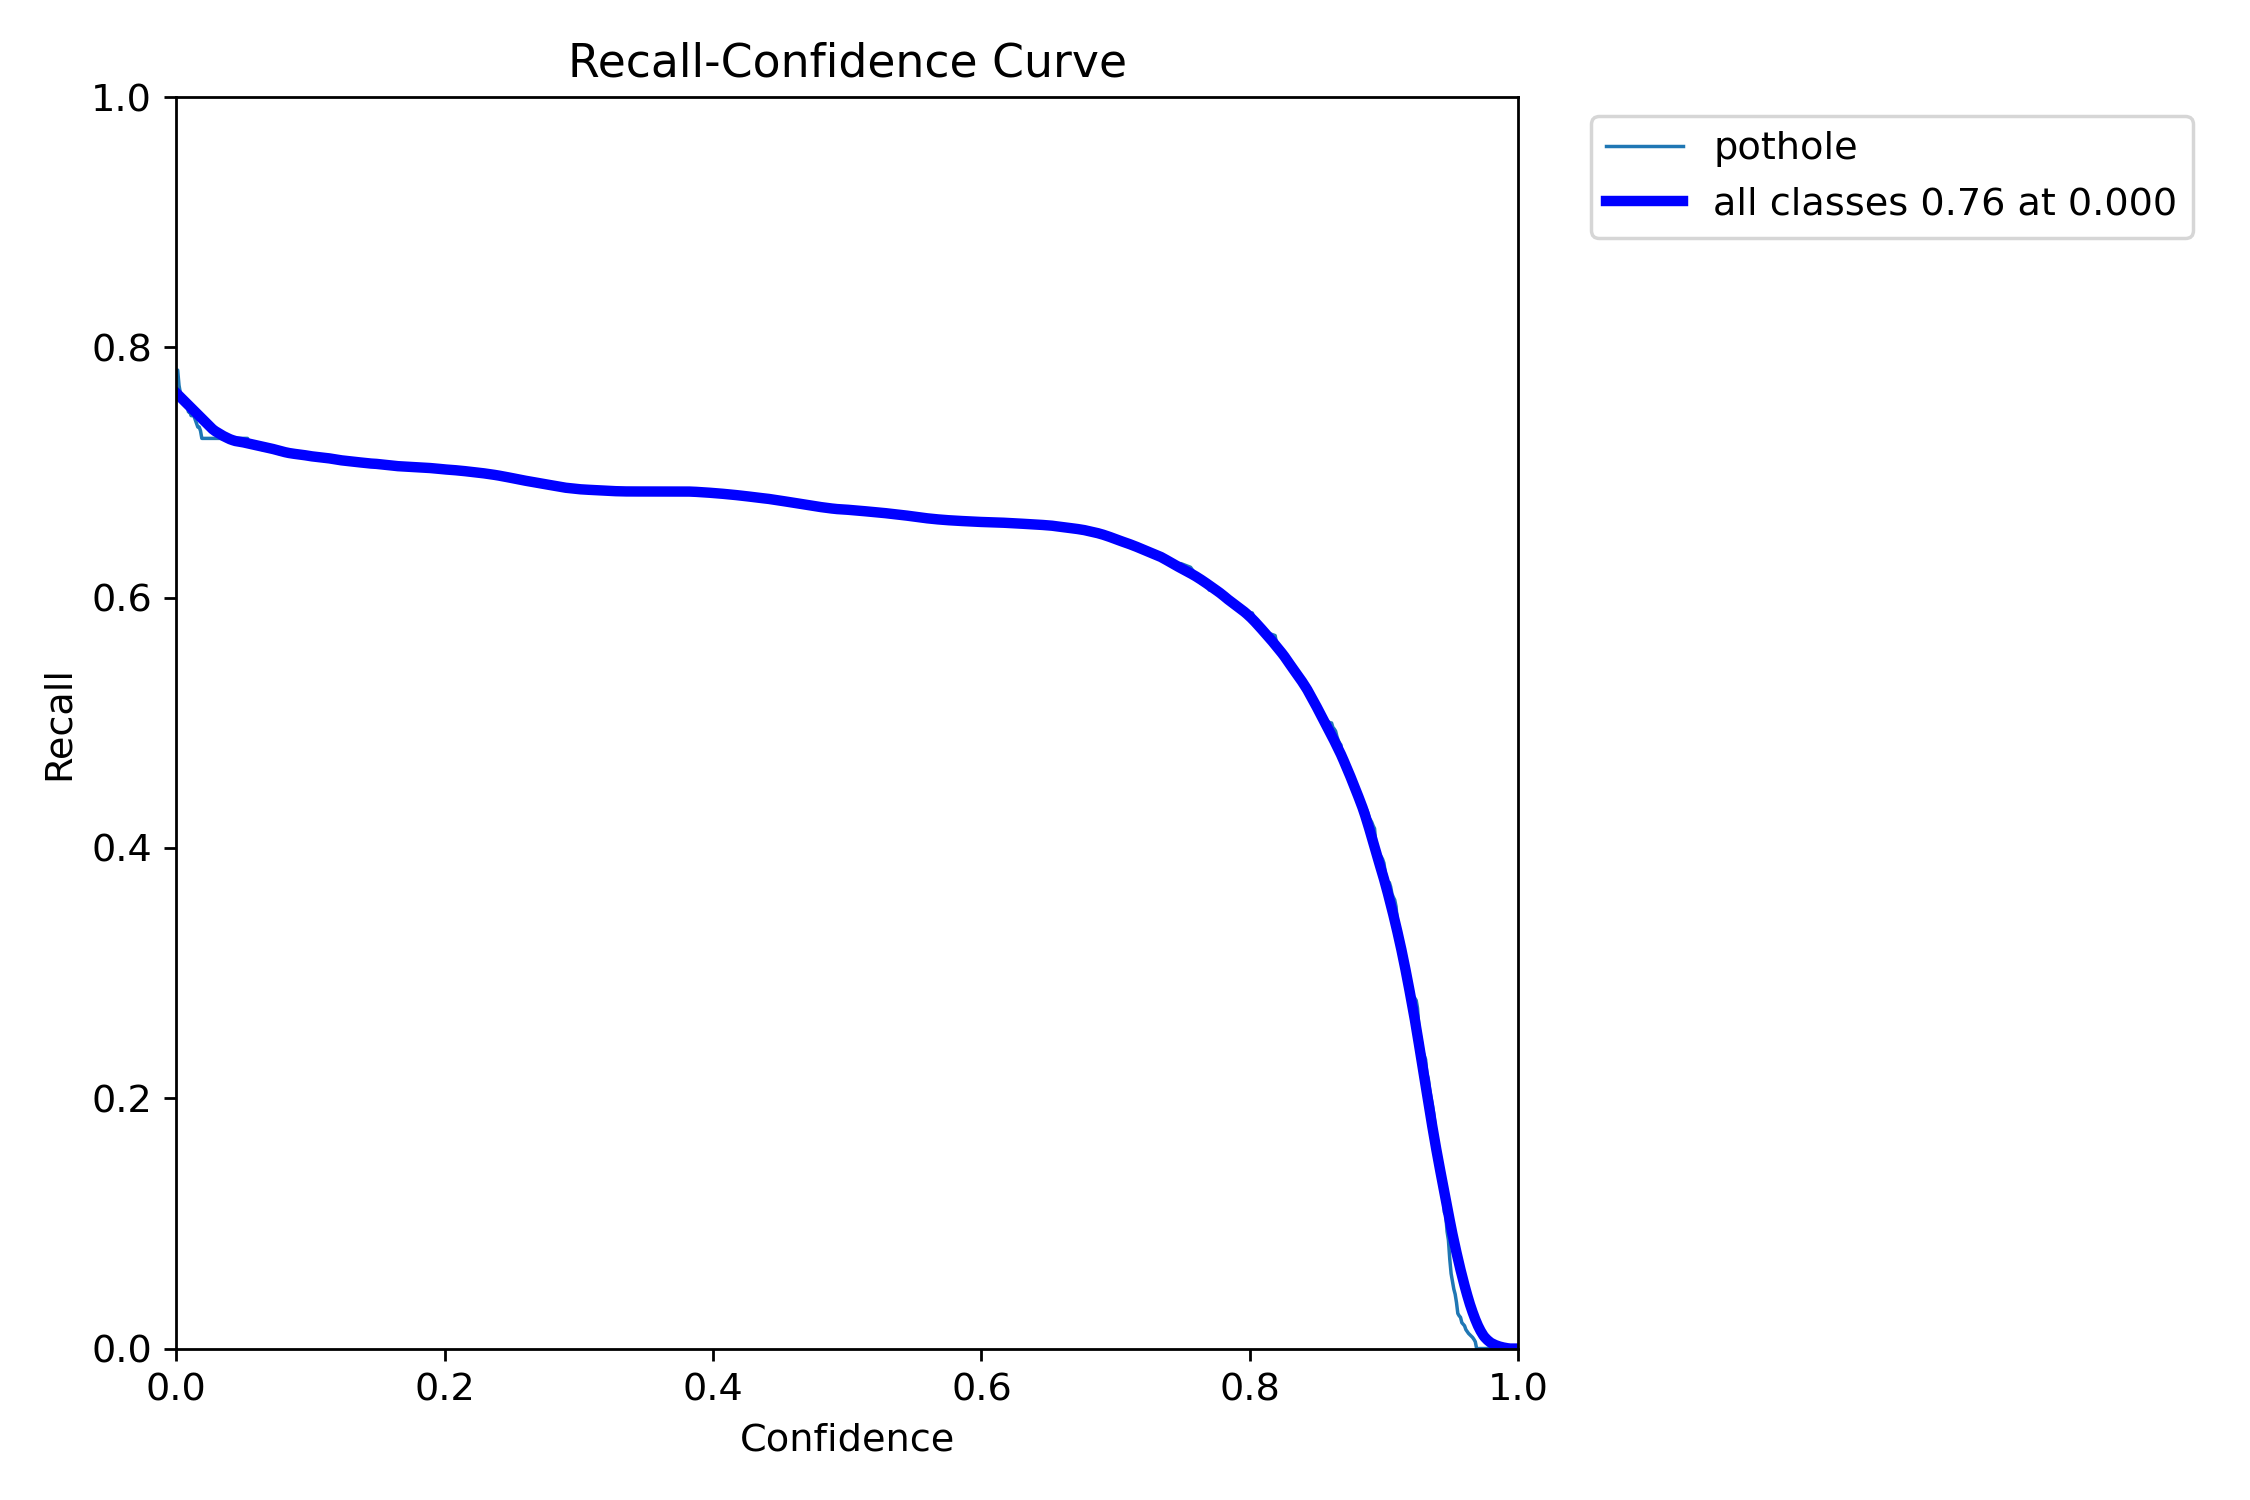 Recall-Confidence Curve
1.0
0.8
0.6
0.4
0.2
0.0
Recall
0.0 0.2 0.4 0.6 0.8 1.0
Confidence
pothole
all classes 0.76 at 0.000